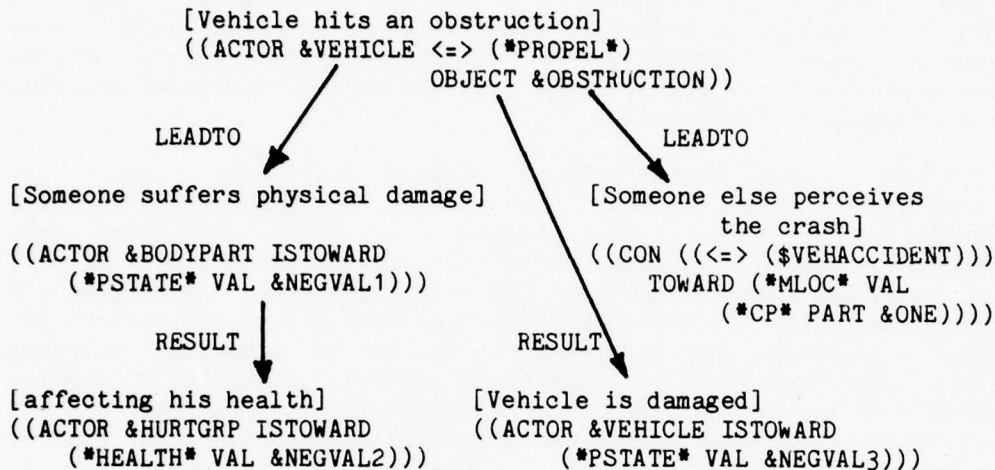 [Vehicle hits an obstruction]
((ACTOR &VEHICLE <=> (*PROPEL*)
OBJECT &OBSTRUCTION))
LEADTO
LEADTO
[Someone suffers physical damage]
((ACTOR &BODYPART ISTOWARD
(*PSTATE* VAL &NEGVAL1)))
[Someone else perceives
the crash]
((CON ((<=> ($VEHACCIDENT)))
TOWARD (*MLOC* VAL
(*CP* PART &ONE))))
RESULT
RESULT
[affecting his health]
((ACTOR &HURTGRP ISTOWARD
(*HEALTH* VAL &NEGVAL2)))
[Vehicle is damaged]
((ACTOR &VEHICLE ISTOWARD
(*PSTATE* VAL &NEGVAL3)))